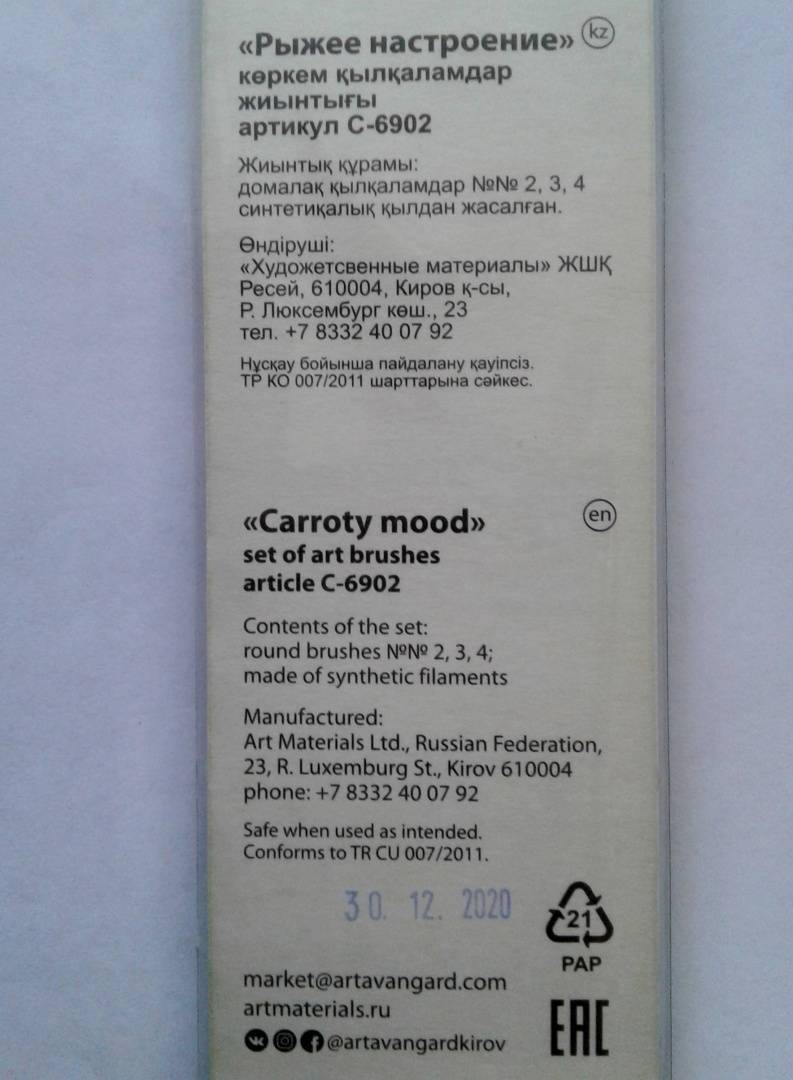 «Рыжее настроение» kz
көркем қылқаламдар
жиынтығы
артикул С-6902
Жиынтық құрамы:
домалақ қылқаламдар №№ 2, 3, 4
синтетиқалық қылдан жасалған.
Өндіруші:
«Художетсвенные материалы» ЖШҚ
Ресей, 610004, Киров қ-сы,
Р. Люксембург көш., 23
тел. +7 8332 40 07 92
Нұсқау бойынша пайдалану қауіпсіз.
ТР КО 007/2011 шарттарына сәйкес.
«Carroty mood» en
set of art brushes
article C-6902
Contents of the set:
round brushes №№ 2, 3, 4;
made of synthetic filaments
Manufactured:
Art Materials Ltd., Russian Federation,
23, R. Luxemburg St., Kirov 610004
phone: +7 8332 40 07 92
Safe when used as intended.
Conforms to TR CU 007/2011.
30. 12. 2020
21
PAP
market@artavangard.com
artmaterials.ru
@artavangardkirov
EAC